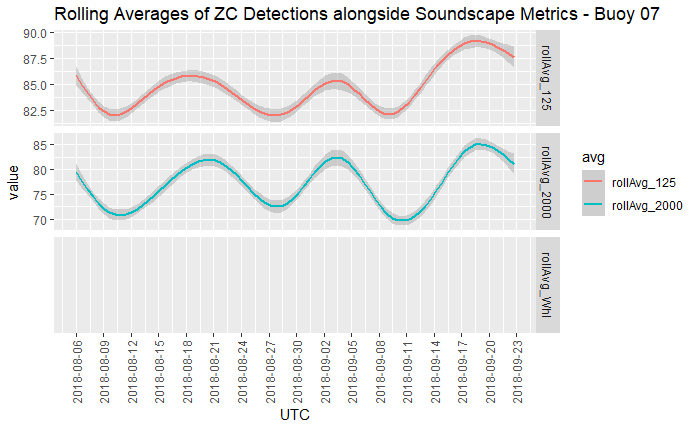 Rolling Averages of ZC Detections alongside Soundscape Metrics - Buoy 07
90.0
87.5
85.0
82.5
rollAvg_125
85
80
75
70
rollAvg_2000
rollAvg_Whi
value
2018-08-06
2018-08-09
2018-08-12
2018-08-15
2018-08-18
2018-08-21
2018-08-24
2018-08-27
2018-08-30
2018-09-02
2018-09-05
2018-09-08
2018-09-11
2018-09-14
2018-09-17
2018-09-20
2018-09-23
UTC
avg
rollAvg_125
rollAvg_2000